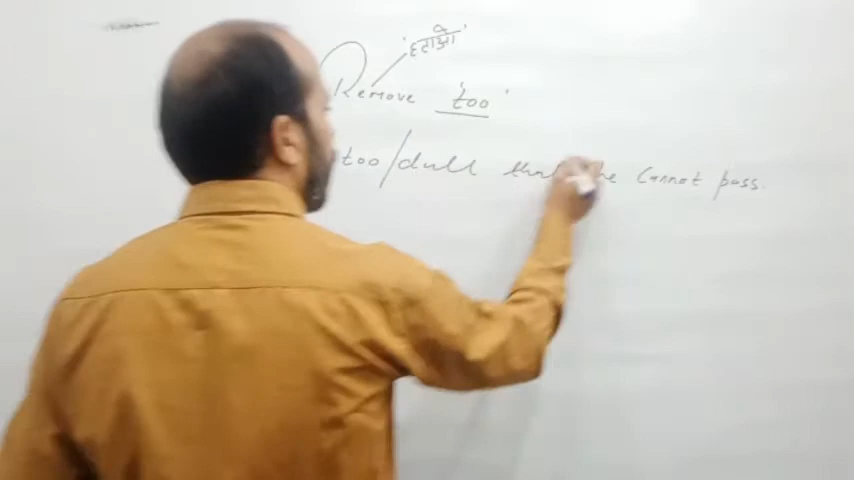 हटाओ
Remove 'too'
too/dull that he cannot pass.